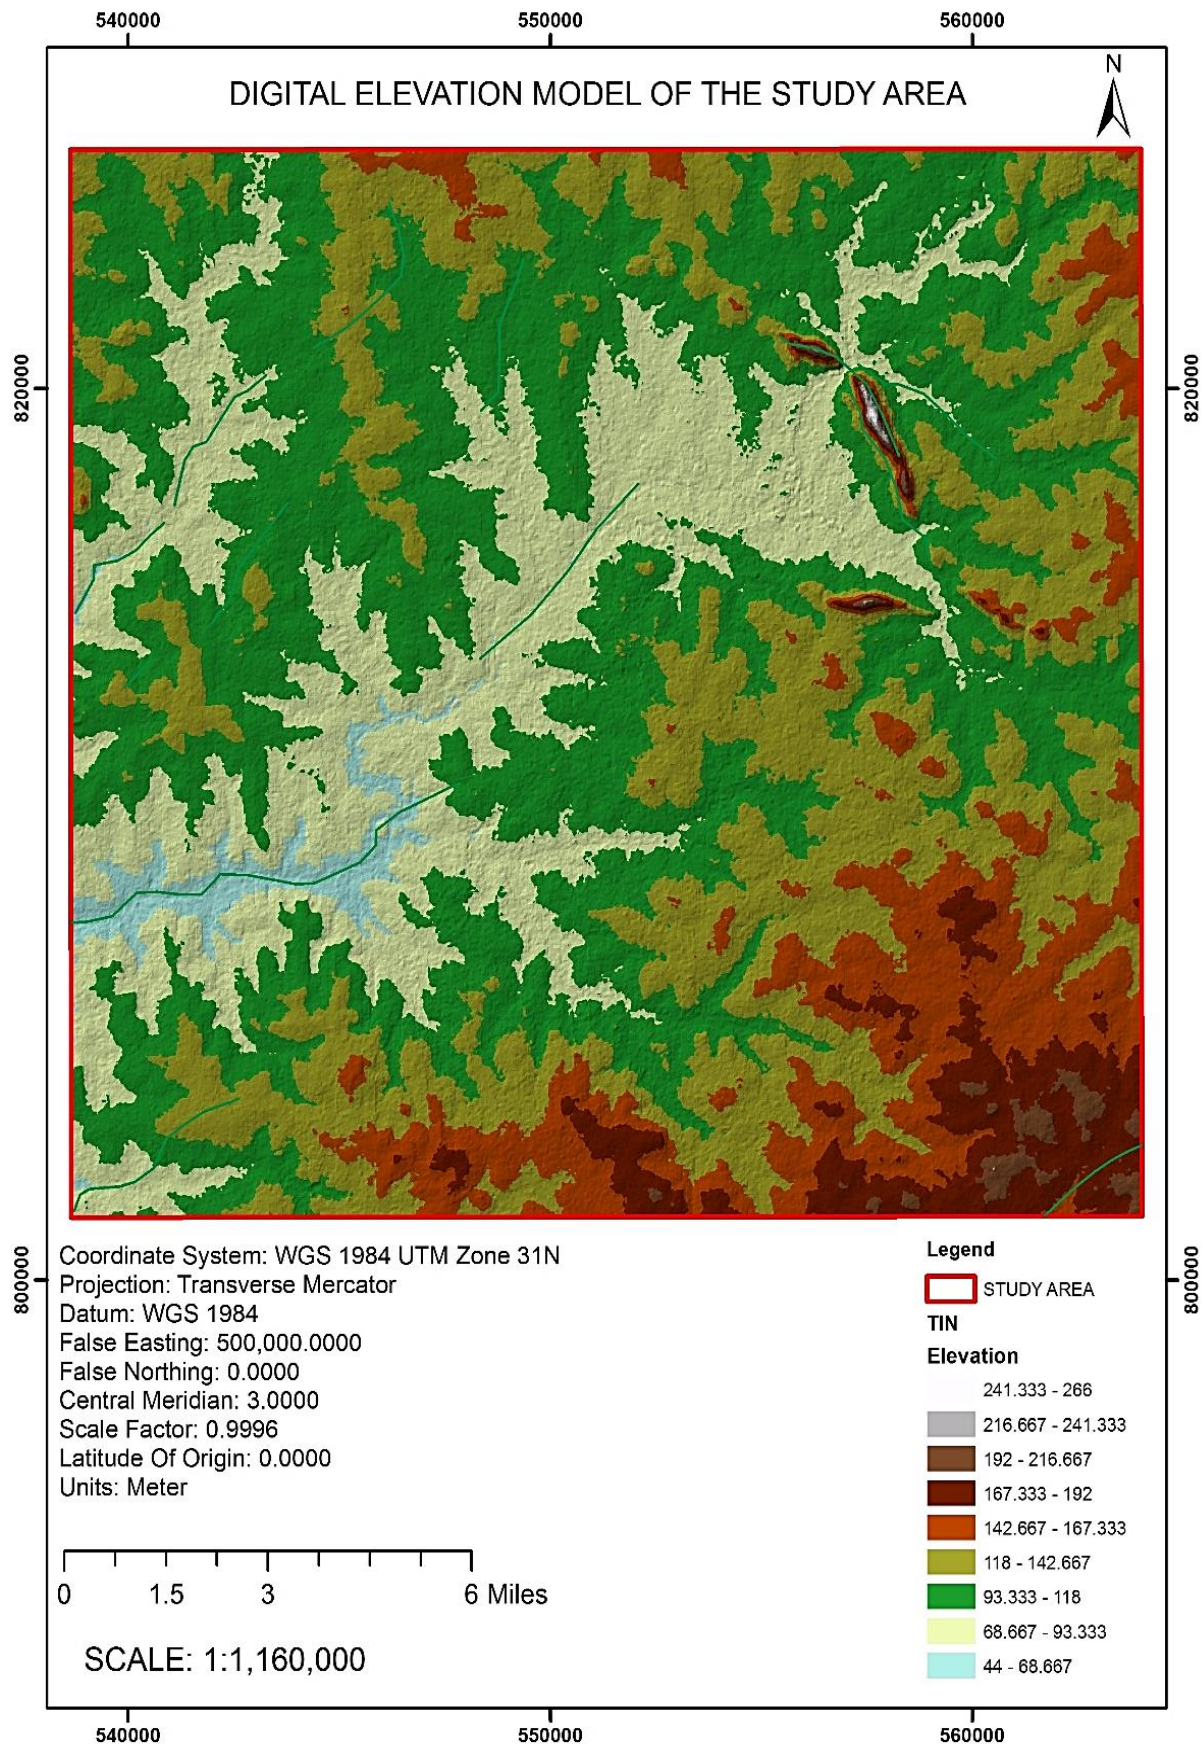 540000 550000 560000
N
DIGITAL ELEVATION MODEL OF THE STUDY AREA
820000 820000
800000 800000
Coordinate System: WGS 1984 UTM Zone 31N
Projection: Transverse Mercator
Datum: WGS 1984
False Easting: 500,000.0000
False Northing: 0.0000
Central Meridian: 3.0000
Scale Factor: 0.9996
Latitude Of Origin: 0.0000
Units: Meter
0 1.5 3 6 Miles
SCALE: 1:1,160,000
Legend
STUDY AREA
TIN
Elevation
241.333 - 266
216.667 - 241.333
192 - 216.667
167.333 - 192
142.667 - 167.333
118 - 142.667
93.333 - 118
68.667 - 93.333
44 - 68.667
540000 550000 560000